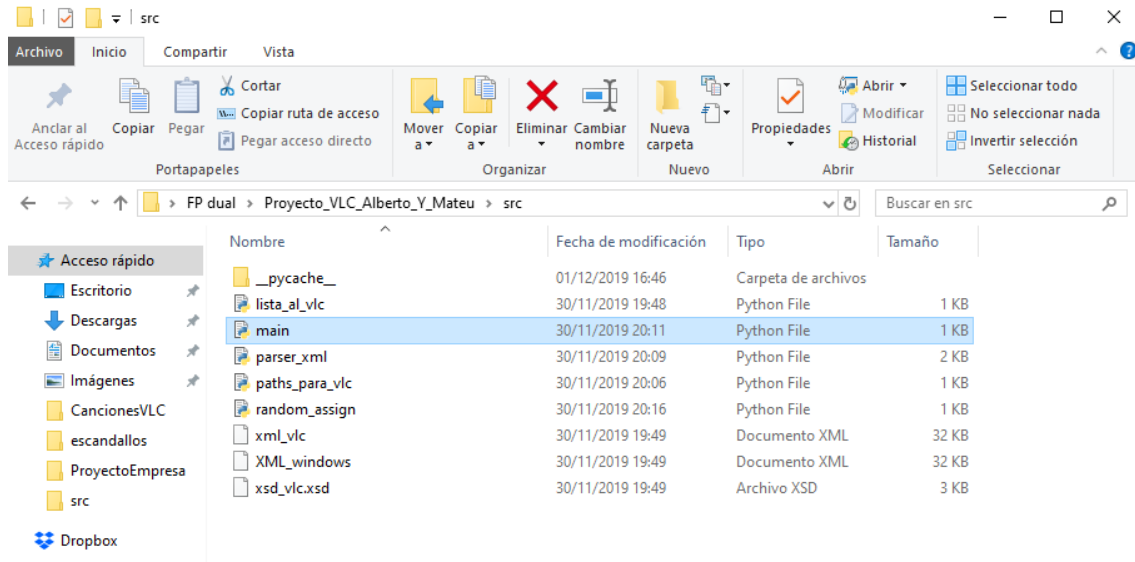 src
Archivo Inicio Compartir Vista
Anclar al Acceso rápido
Copiar
Pegar
Cortar
Copiar ruta de acceso
Pegar acceso directo
Portapapeles
Mover a
Copiar a
Eliminar
Cambiar nombre
Organizar
Nueva carpeta
Nuevo
Propiedades
Abrir
Modificar
Historial
Abrir
Seleccionar todo
No seleccionar nada
Invertir selección
Seleccionar
FP dual > Proyecto_VLC_Alberto_Y_Mateu > src
Buscar en src
Acceso rápido
Escritorio
Descargas
Documentos
Imágenes
CancionesVLC
escandallos
ProyectoEmpresa
src
Dropbox
Nombre Fecha de modificación Tipo Tamaño
__pycache__ 01/12/2019 16:46 Carpeta de archivos
lista_al_vlc 30/11/2019 19:48 Python File 1 KB
main 30/11/2019 20:11 Python File 1 KB
parser_xml 30/11/2019 20:09 Python File 2 KB
paths_para_vlc 30/11/2019 20:06 Python File 1 KB
random_assign 30/11/2019 20:16 Python File 1 KB
xml_vlc 30/11/2019 19:49 Documento XML 32 KB
XML_windows 30/11/2019 19:49 Documento XML 32 KB
xsd_vlc.xsd 30/11/2019 19:49 Archivo XSD 3 KB